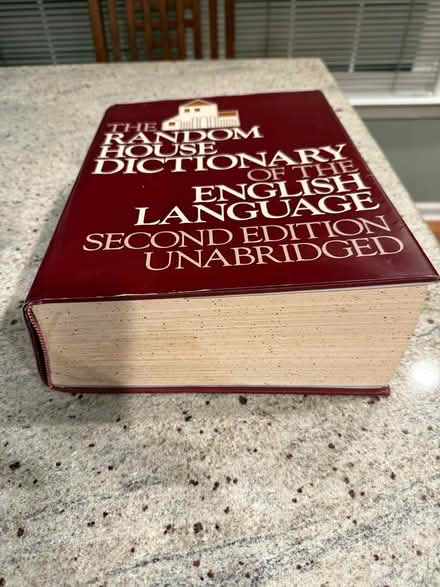 THE
RANDOM
HOUSE
DICTIONARY
OF THE
ENGLISH
LANGUAGE
SECOND EDITION
UNABRIDGED